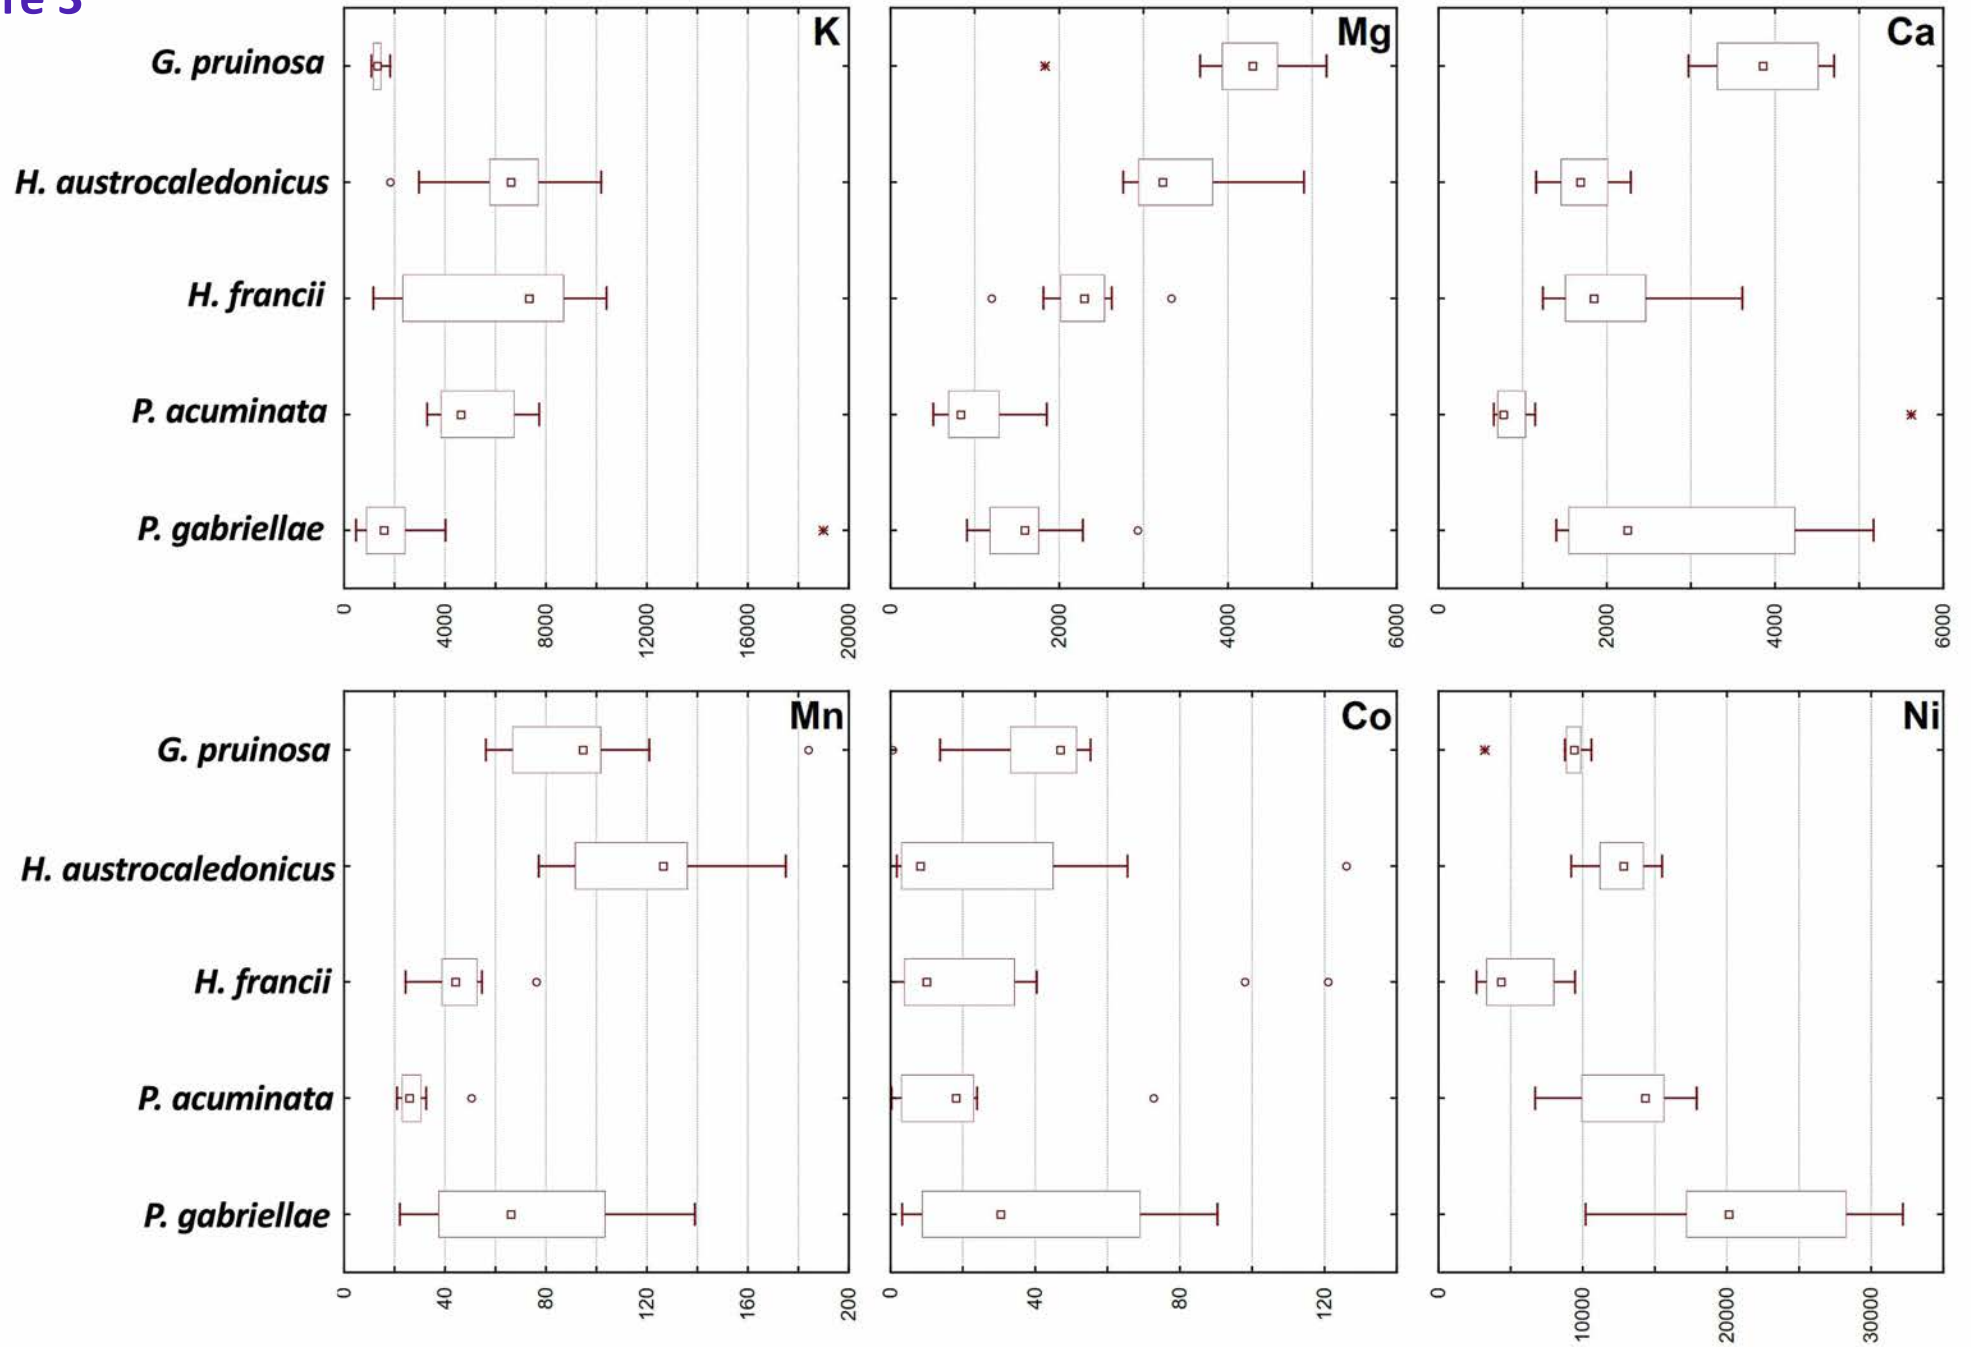 re 3
K
Mg
Ca
G. pruinosa
H. austrocaledonicus
H. francii
P. acuminata
P. gabriellae
0 4000 8000 12000 16000 20000
0 2000 4000 6000
0 2000 4000 6000
Mn
Co
Ni
G. pruinosa
H. austrocaledonicus
H. francii
P. acuminata
P. gabriellae
0 40 80 120 160 200
0 40 80 120
0 10000 20000 30000